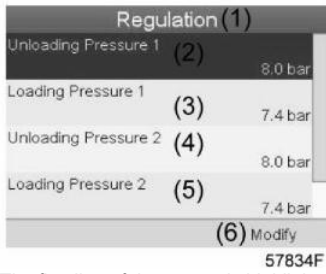 Regulation (1)
Unloading Pressure 1 (2)
8.0 bar
Loading Pressure 1 (3)
7.4 bar
Unloading Pressure 2 (4)
8.0 bar
Loading Pressure 2 (5)
7.4 bar
(6) Modify
57834F